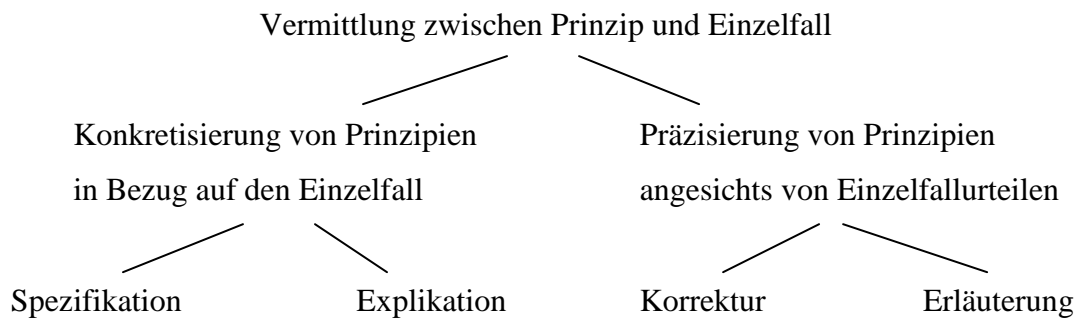 Vermittlung zwischen Prinzip und Einzelfall
Konkretisierung von Prinzipien
in Bezug auf den Einzelfall
Präzisierung von Prinzipien
angesichts von Einzelfallurteilen
Spezifikation
Explikation
Korrektur
Erläuterung